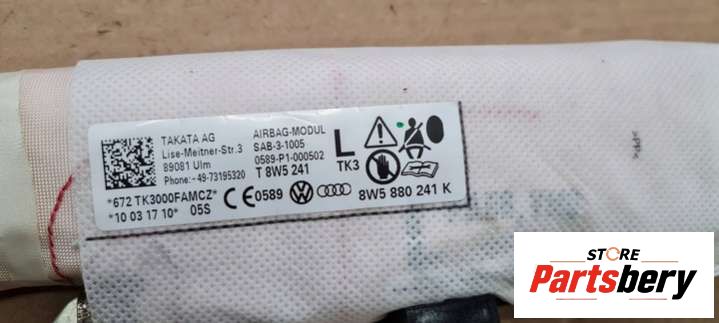 TAKATA AG
Lise-Meitner-Str.3
89081 Ulm
Phone:+49-73195320
*672 TK3000FAMCZ*
*10 03 17 10* 05S
AIRBAG-MODUL
SAB-3-1005
0589-P1-000502
T 8W5 241
L
TK3
CE 0589
8W5 880 241 K
STORE
Partsbery